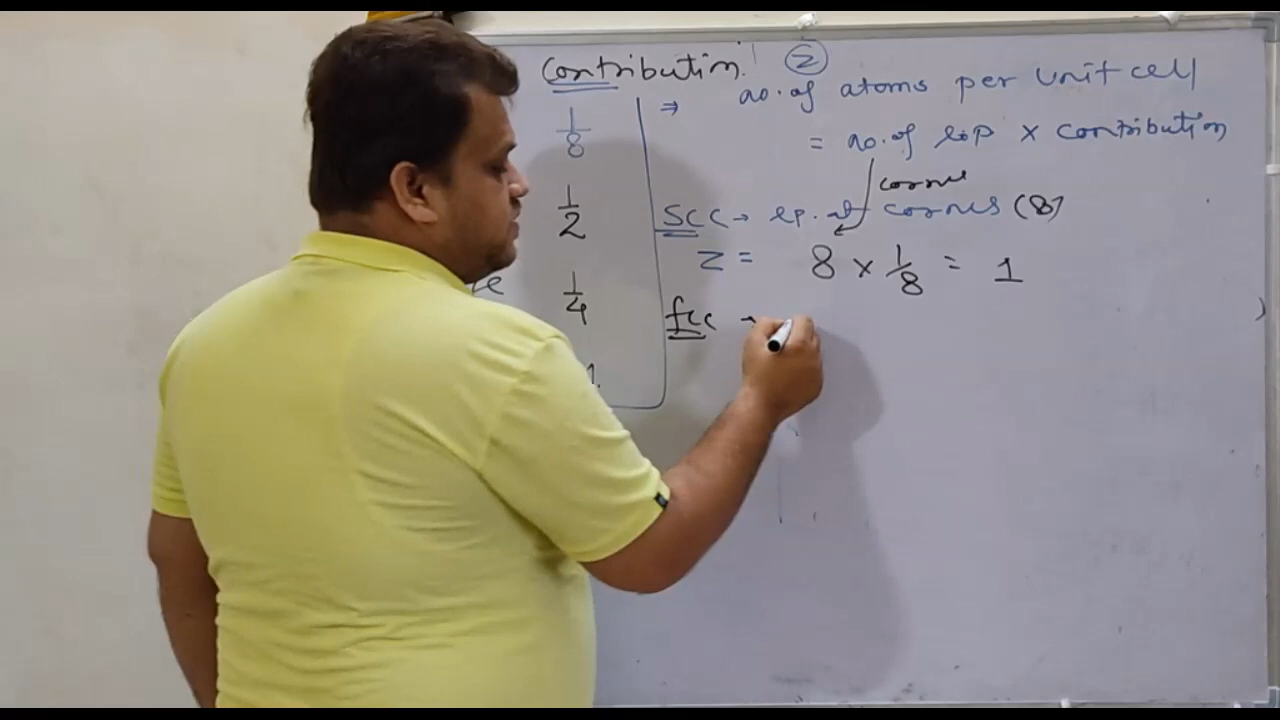 Contribution. Z
1/8 ⇒ no. of atoms per unit cell
= no. of l.p × contribution
corner
1/2 SCC → l.p. at corners (8)
Z = 8 × 1/8 = 1
1/4 fcc →
1.